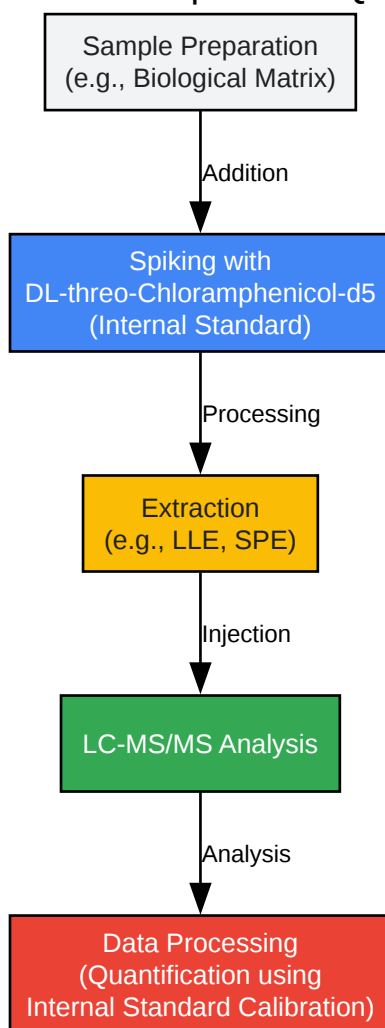 Sample Preparation
(e.g., Biological Matrix)
Addition
Spiking with
DL-threo-Chloramphenicol-d5
(Internal Standard)
Processing
Extraction
(e.g., LLE, SPE)
Injection
LC-MS/MS Analysis
Analysis
Data Processing
(Quantification using
Internal Standard Calibration)